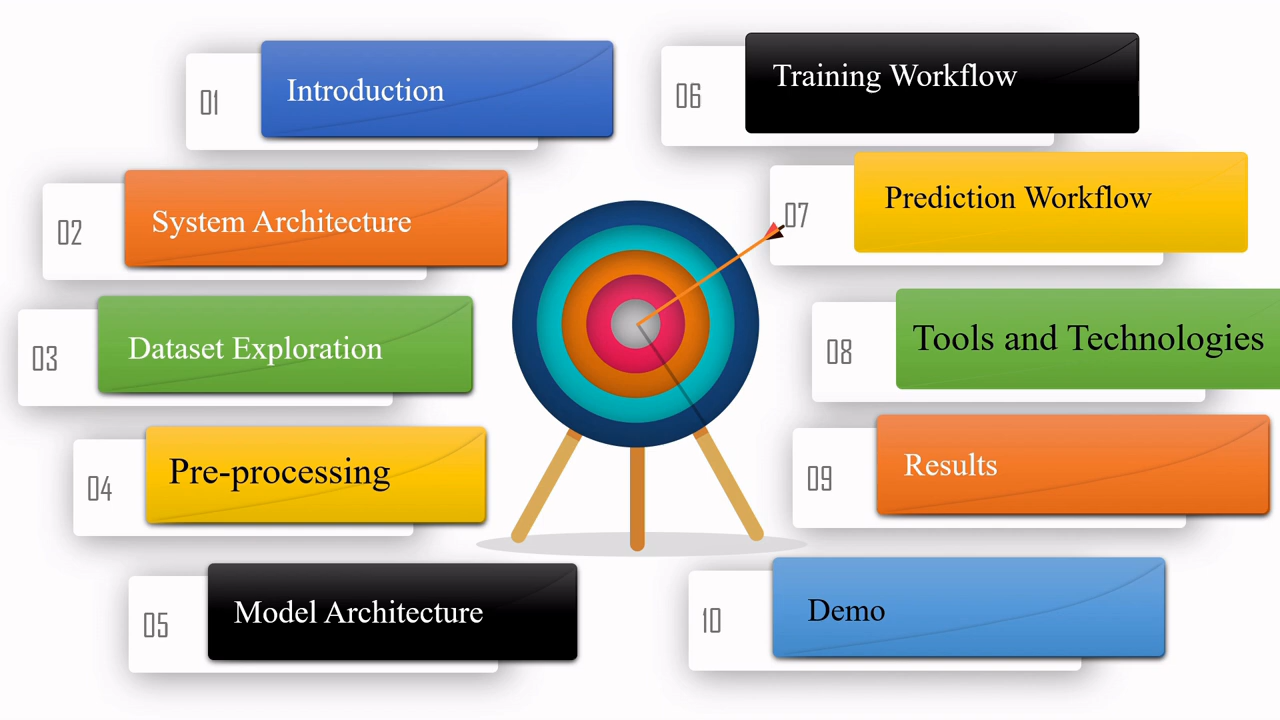 01
Introduction
02
System Architecture
03
Dataset Exploration
04
Pre-processing
05
Model Architecture
06
Training Workflow
07
Prediction Workflow
08
Tools and Technologies
09
Results
10
Demo